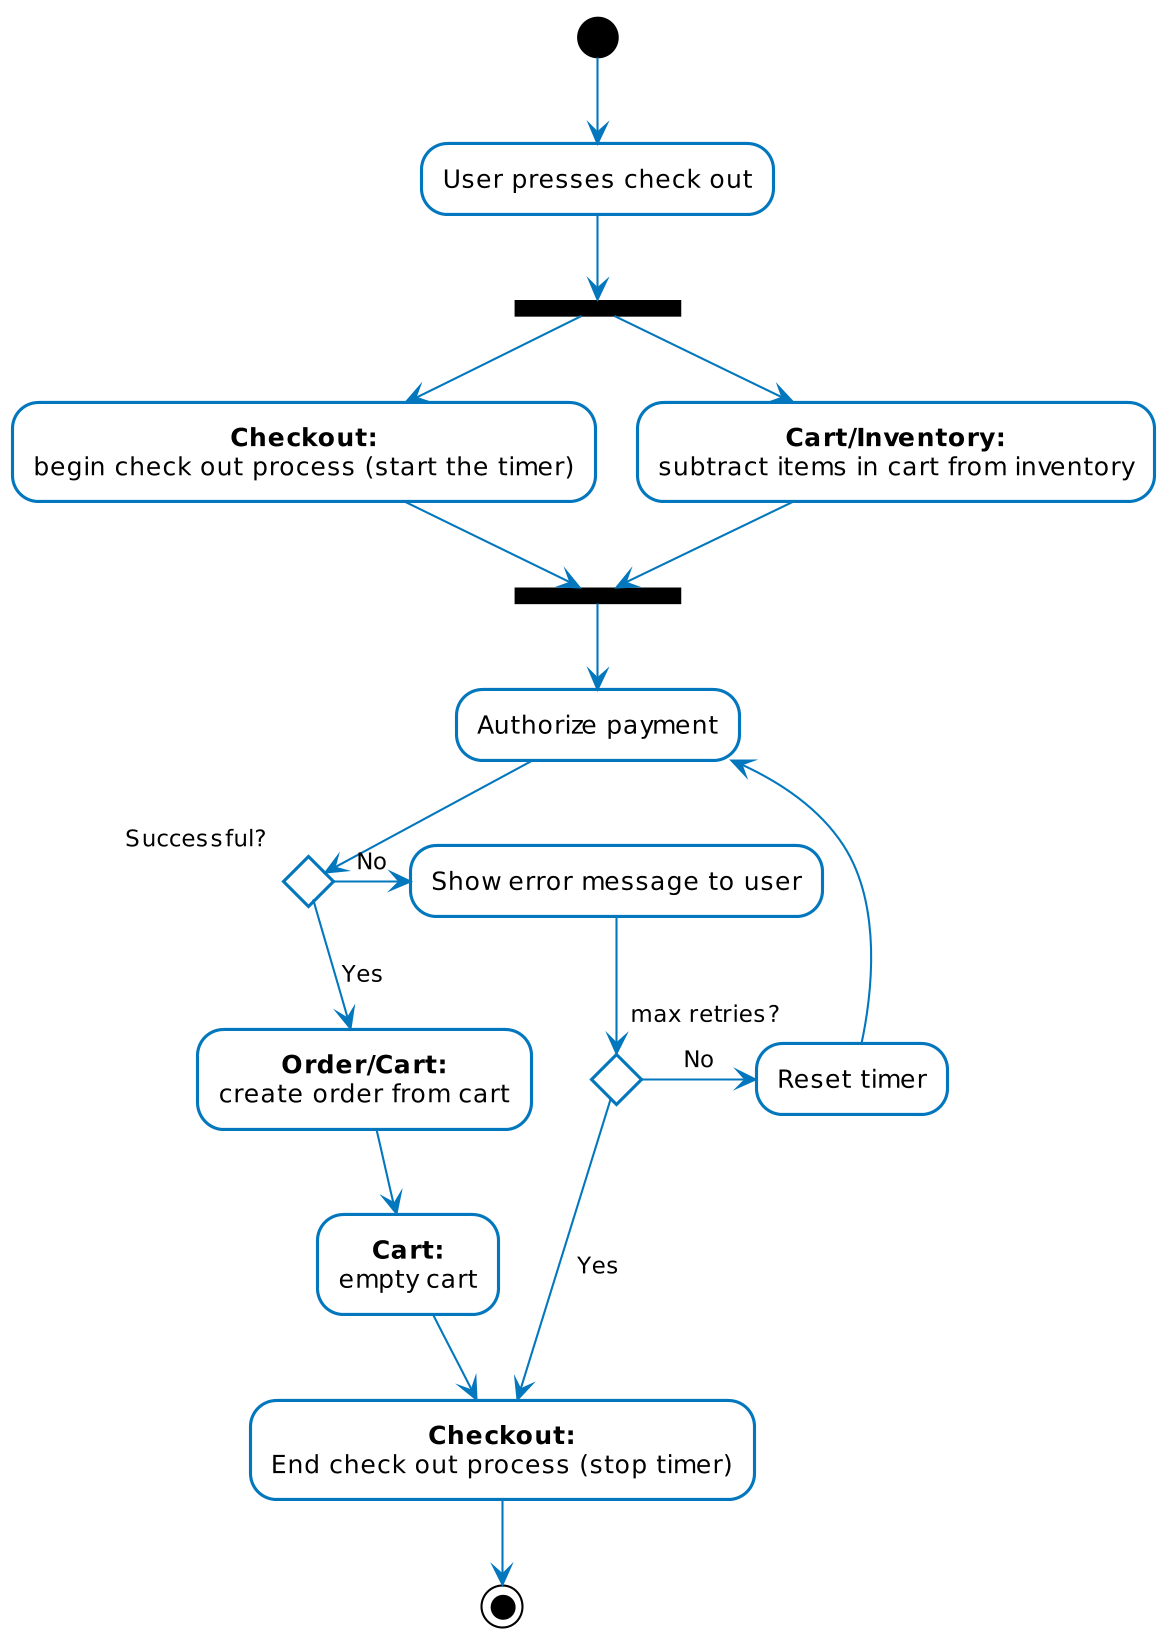 User presses check out
Checkout:
begin check out process (start the timer)
Cart/Inventory:
subtract items in cart from inventory
Authorize payment
Successful?
No
Show error message to user
Yes
max retries?
No
Reset timer
Order/Cart:
create order from cart
Cart:
empty cart
Yes
Checkout:
End check out process (stop timer)